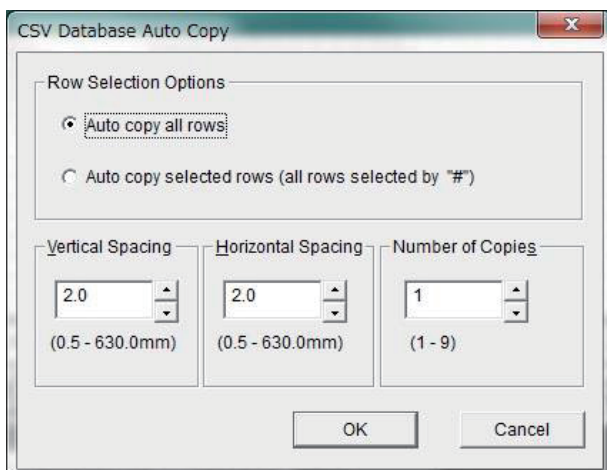 CSV Database Auto Copy
Row Selection Options
Auto copy all rows
Auto copy selected rows (all rows selected by "#")
Vertical Spacing
2.0
(0.5 - 630.0mm)
Horizontal Spacing
2.0
(0.5 - 630.0mm)
Number of Copies
1
(1 - 9)
OK
Cancel